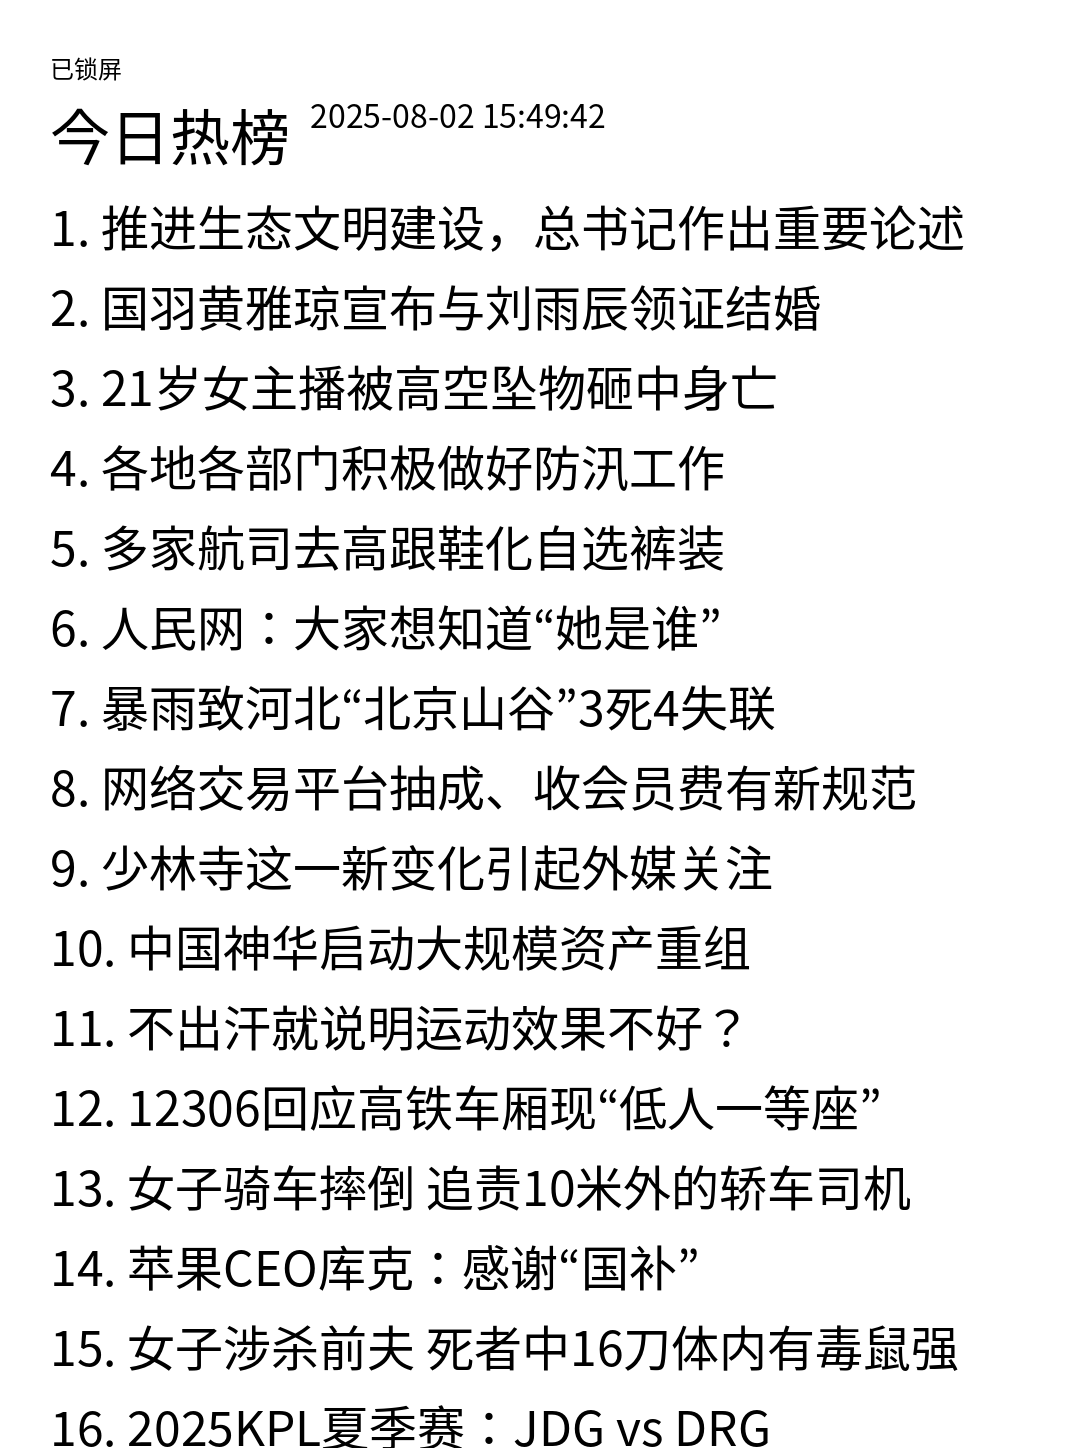 已锁屏
今日热榜 2025-08-02 15:49:42
1. 推进生态文明建设，总书记作出重要论述
2. 国羽黄雅琼宣布与刘雨辰领证结婚
3. 21岁女主播被高空坠物砸中身亡
4. 各地各部门积极做好防汛工作
5. 多家航司去高跟鞋化自选裤装
6. 人民网：大家想知道“她是谁”
7. 暴雨致河北“北京山谷”3死4失联
8. 网络交易平台抽成、收会员费有新规范
9. 少林寺这一新变化引起外媒关注
10. 中国神华启动大规模资产重组
11. 不出汗就说明运动效果不好？
12. 12306回应高铁车厢现“低人一等座”
13. 女子骑车摔倒 追责10米外的轿车司机
14. 苹果CEO库克：感谢“国补”
15. 女子涉杀前夫 死者中16刀体内有毒鼠强
16. 2025KPL夏季赛：JDG vs DRG